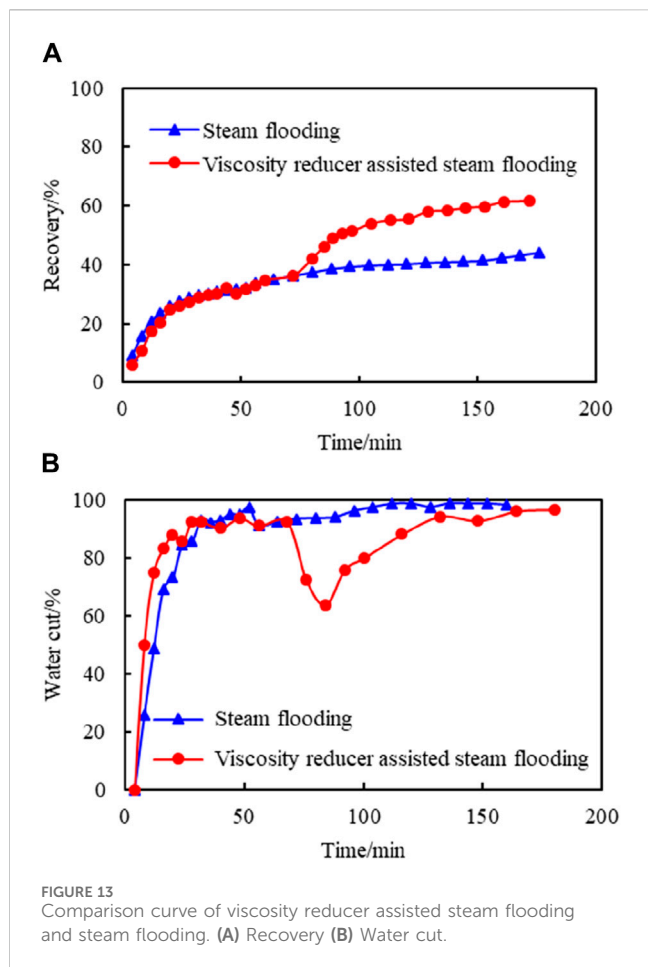 A
100
80
60
40
20
0
Recovery/%
Steam flooding
Viscosity reducer assisted steam flooding
0 50 100 150 200
Time/min
B
100
80
60
40
20
0
Water cut/%
Steam flooding
Viscosity reducer assisted steam flooding
0 50 100 150 200
Time/min
FIGURE 13
Comparison curve of viscosity reducer assisted steam flooding
and steam flooding. (A) Recovery (B) Water cut.